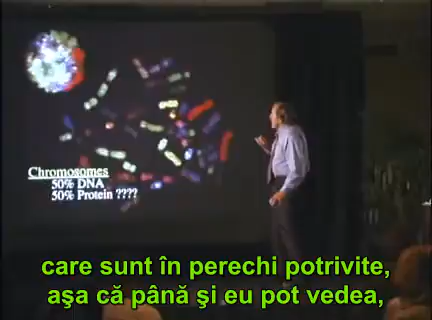 Chromosomes
50% DNA
50% Protein ????
care sunt în perechi potrivite,
aşa că până şi eu pot vedea,